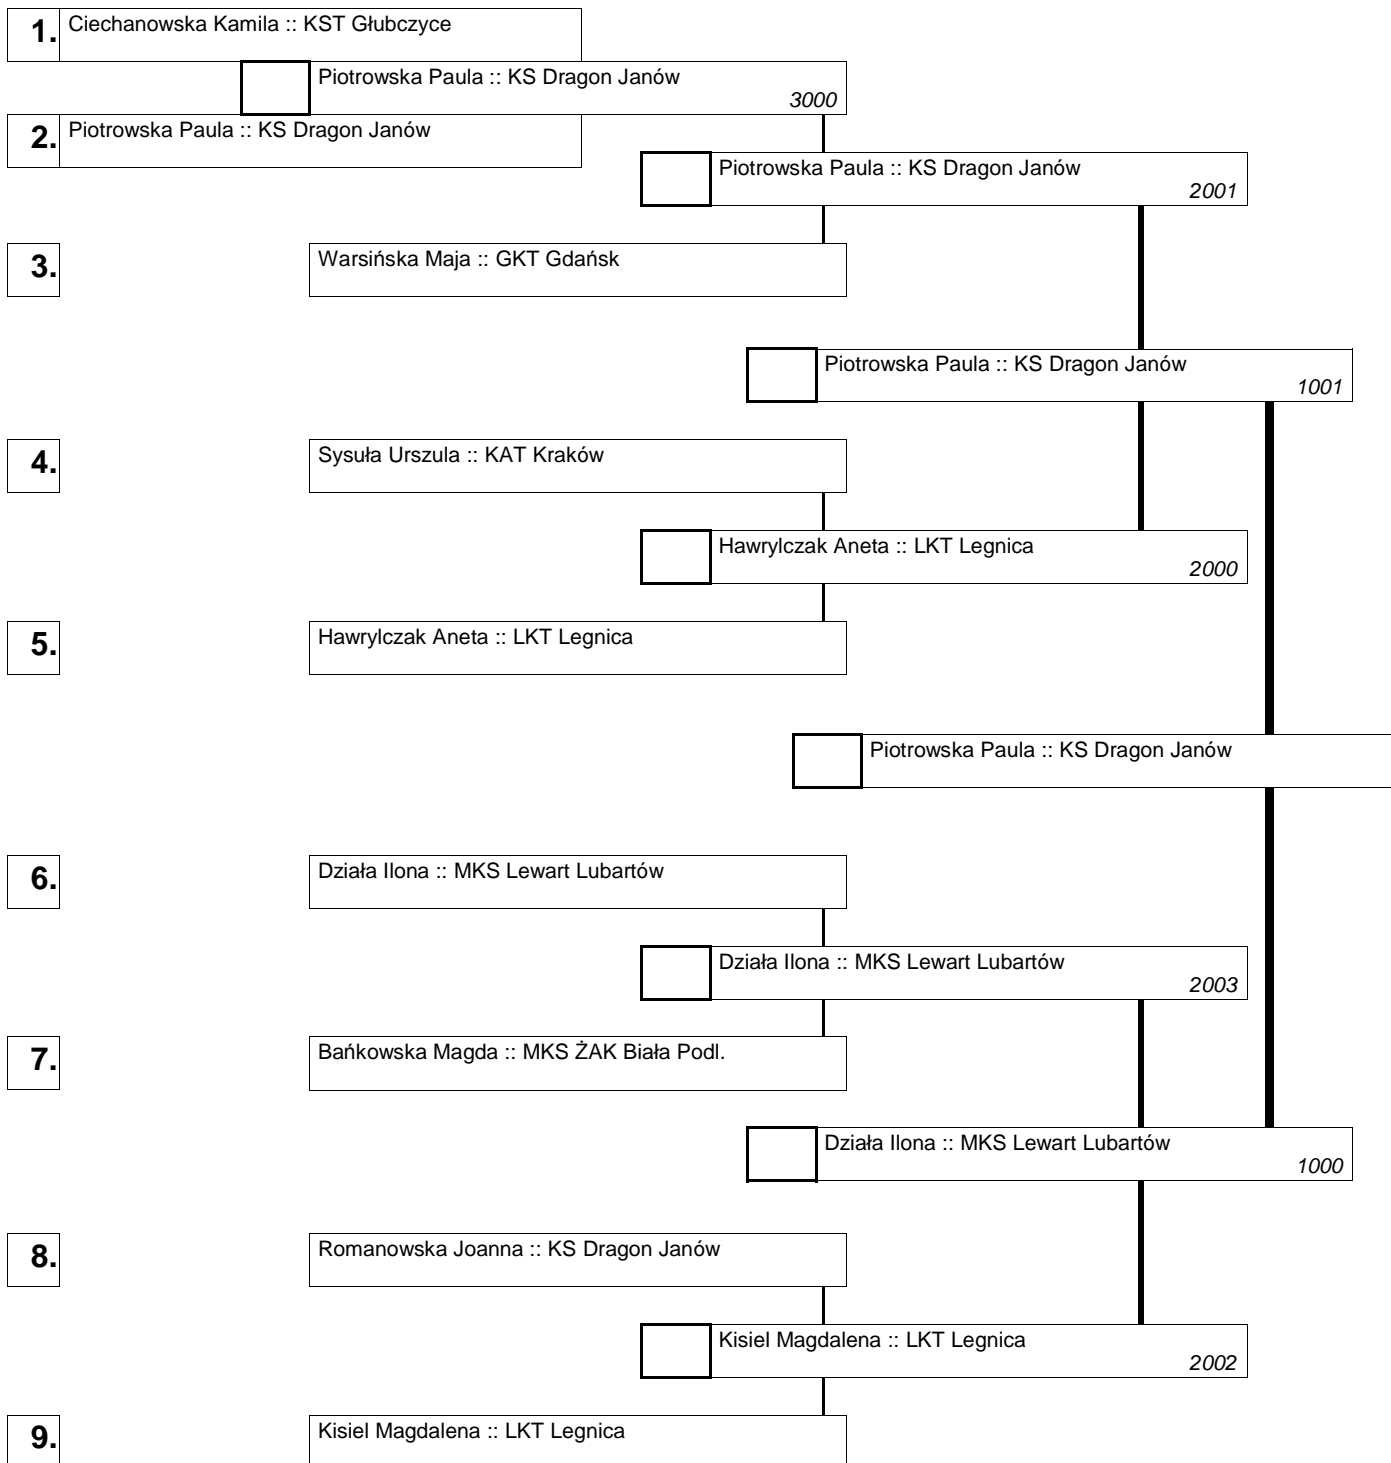 1. Ciechanowska Kamila :: KST Głubczyce
Piotrowska Paula :: KS Dragon Janów
3000
2. Piotrowska Paula :: KS Dragon Janów
Piotrowska Paula :: KS Dragon Janów
2001
3. Warsińska Maja :: GKT Gdańsk
Piotrowska Paula :: KS Dragon Janów
1001
4. Sysuła Urszula :: KAT Kraków
Hawrylczak Aneta :: LKT Legnica
2000
5. Hawrylczak Aneta :: LKT Legnica
Piotrowska Paula :: KS Dragon Janów
6. Działa Ilona :: MKS Lewart Lubartów
Działa Ilona :: MKS Lewart Lubartów
2003
7. Bańkowska Magda :: MKS ŻAK Biała Podl.
Działa Ilona :: MKS Lewart Lubartów
1000
8. Romanowska Joanna :: KS Dragon Janów
Kisiel Magdalena :: LKT Legnica
2002
9. Kisiel Magdalena :: LKT Legnica